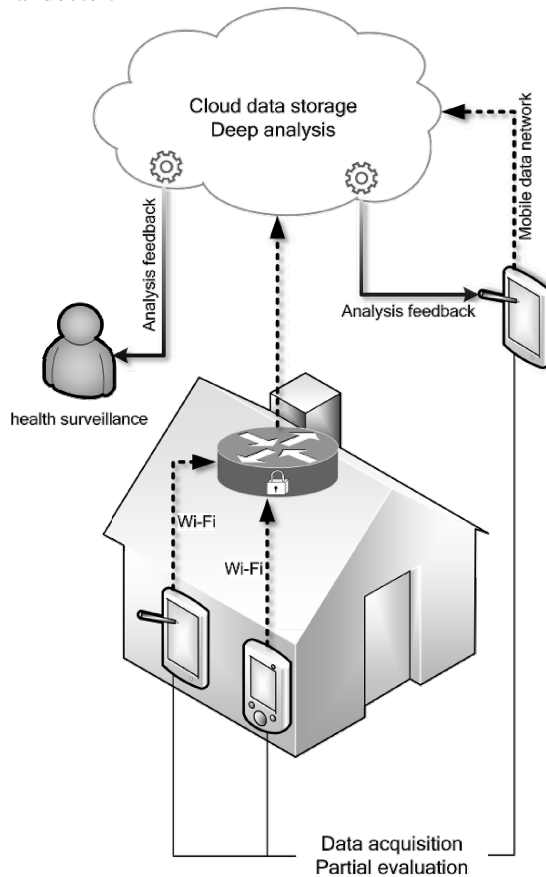 Cloud data storage
Deep analysis
Mobile data network
Analysis feedback
Analysis feedback
health surveillance
Wi-Fi
Wi-Fi
Data acquisition
Partial evaluation